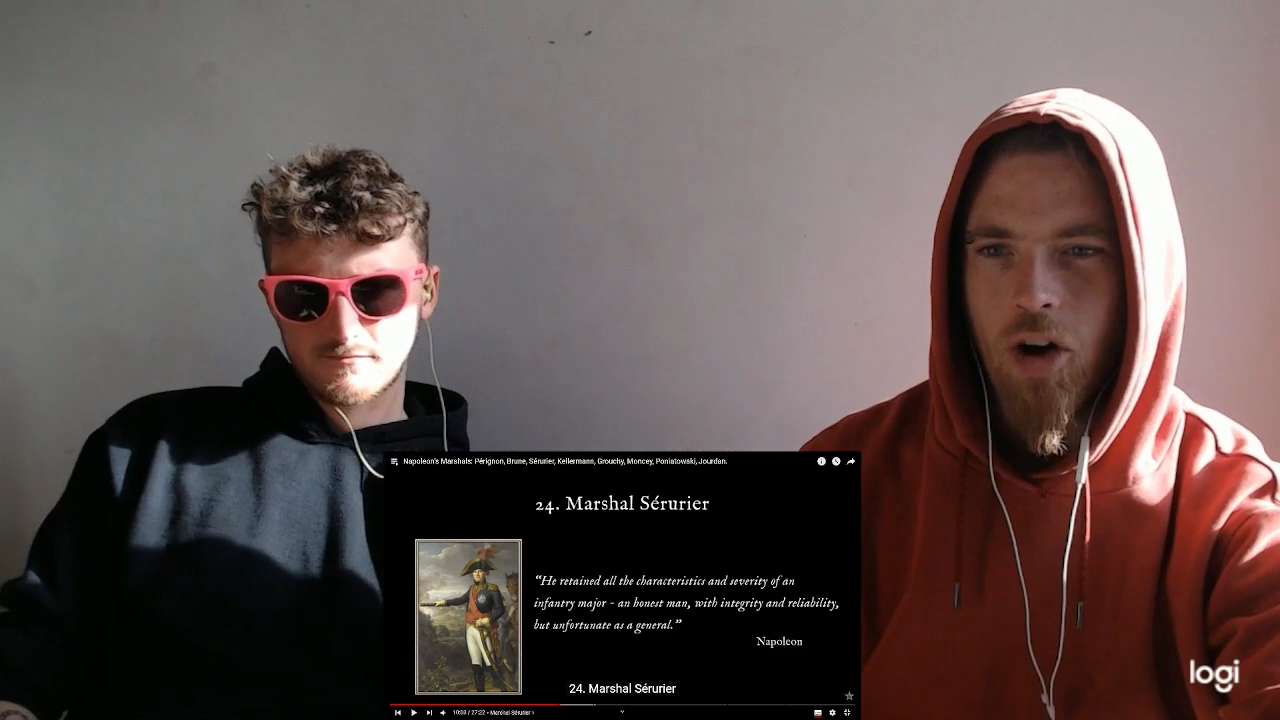 Napoleon's Marshals: Pérignon, Brune, Sérurier, Kellermann, Grouchy, Moncey, Poniatowski, Jourdan.
24. Marshal Sérurier
“He retained all the characteristics and severity of an
infantry major - an honest man, with integrity and reliability,
but unfortunate as a general.”
Napoleon
24. Marshal Sérurier
10:03 / 27:22 • Marshal Sérurier >
logi